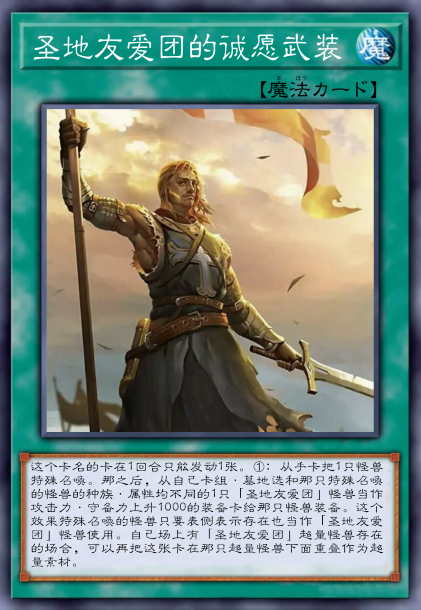 圣地友爱团的诚愿武装
魔
ま ほう
【魔法カード】
这个卡名的卡在1回合只能发动1张。①：从手卡把1只怪兽
特殊召唤。那之后，从自己卡组·墓地选和那只特殊召唤
的怪兽的种族·属性均不同的1只「圣地友爱团」怪兽当作
攻击力·守备力上升1000的装备卡给那只怪兽装备。这个
效果特殊召唤的怪兽只要表侧表示存在也当作「圣地友爱
团」怪兽使用。自己场上有「圣地友爱团」超量怪兽存在
的场合，可以再把这张卡在那只超量怪兽下面重叠作为超
量素材。